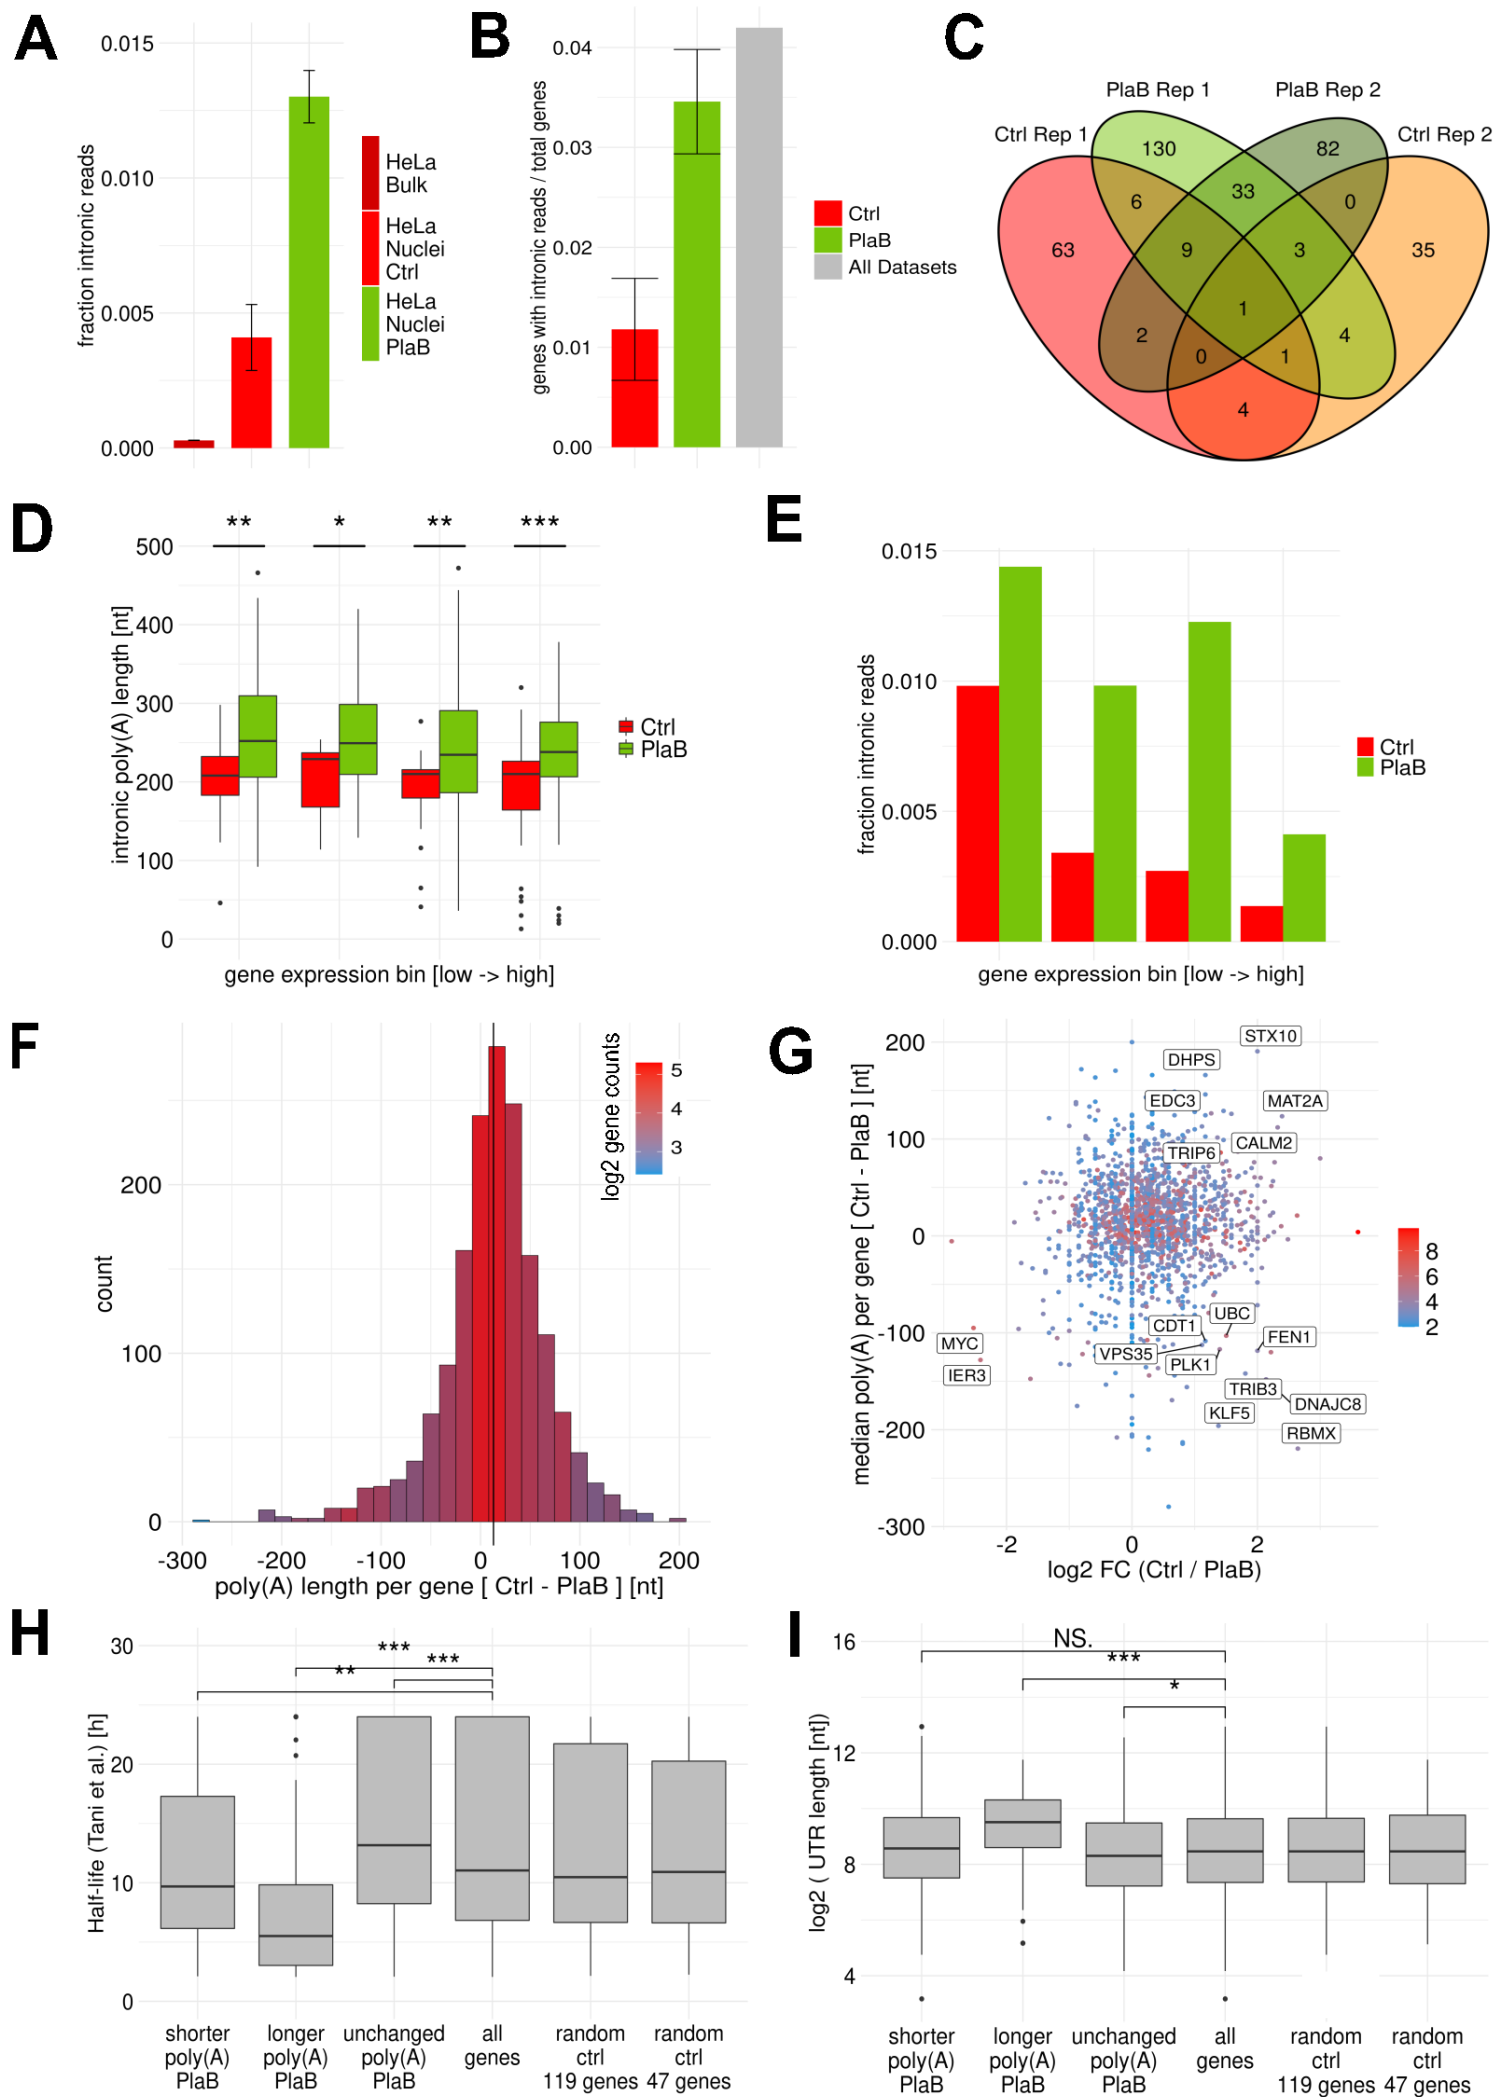 A
0.015
0.010
0.005
0.000
fraction intronic reads
HeLa
Bulk
HeLa
Nuclei
Ctrl
HeLa
Nuclei
PlaB
B
0.04
0.03
0.02
0.01
0.00
genes with intronic reads / total genes
Ctrl
PlaB
All Datasets
C
PlaB Rep 1
PlaB Rep 2
Ctrl Rep 1
Ctrl Rep 2
130
82
33
6
0
63
9
3
35
1
2
0
1
4
4
D
** * ** ***
500
400
300
200
100
0
intronic poly(A) length [nt]
gene expression bin [low -> high]
Ctrl
PlaB
E
0.015
0.010
0.005
0.000
fraction intronic reads
gene expression bin [low -> high]
Ctrl
PlaB
F
200
100
0
count
-300 -200 -100 0 100 200
poly(A) length per gene [ Ctrl - PlaB ] [nt]
log2 gene counts
5
4
3
G
200
100
0
-100
-200
-300
median poly(A) per gene [ Ctrl - PlaB ] [nt]
STX10
DHPS
EDC3
MAT2A
CALM2
TRIP6
UBC
CDT1
FEN1
VPS35
PLK1
MYC
IER3
TRIB3
DNAJC8
KLF5
RBMX
-2 0 2
log2 FC (Ctrl / PlaB)
8
6
4
2
H
30
20
10
0
Half-life (Tani et al.) [h]
***
***
**
shorter
poly(A)
PlaB
longer
poly(A)
PlaB
unchanged
poly(A)
PlaB
all
genes
random
ctrl
119 genes
random
ctrl
47 genes
I
16
12
8
4
log2 ( UTR length [nt])
NS.
***
*
shorter
poly(A)
PlaB
longer
poly(A)
PlaB
unchanged
poly(A)
PlaB
all
genes
random
ctrl
119 genes
random
ctrl
47 genes